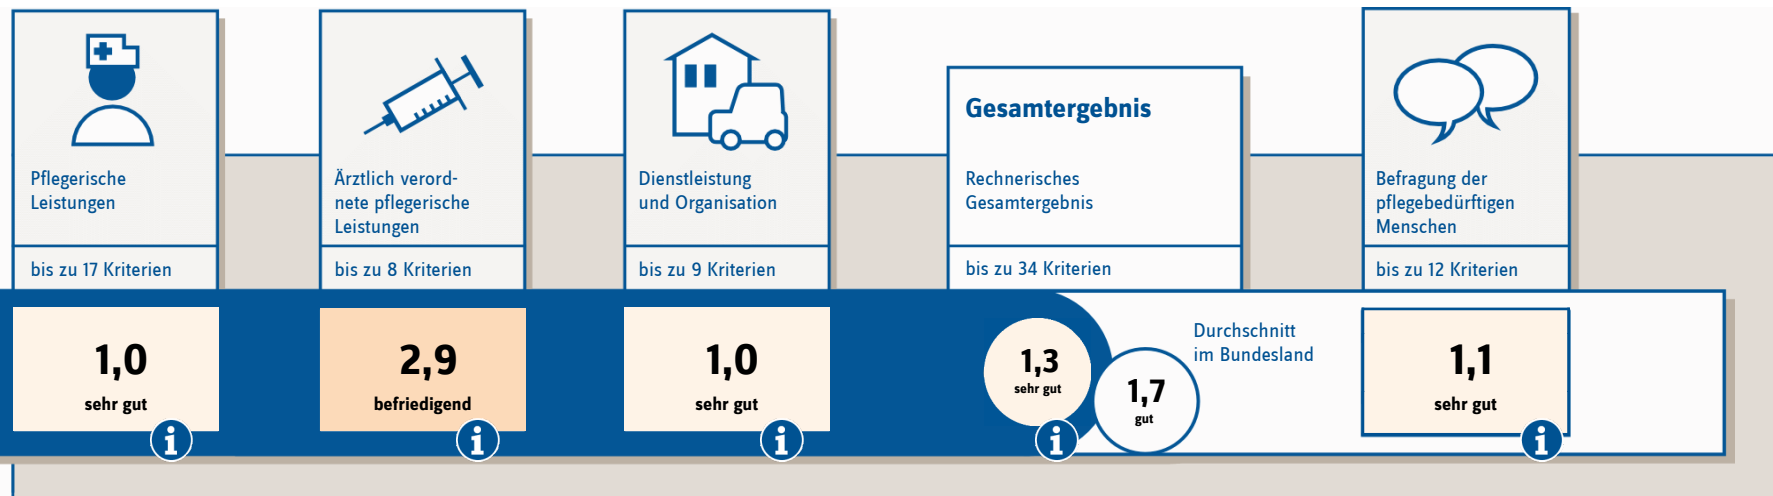 Pflegerische
Leistungen
bis zu 17 Kriterien
1,0
sehr gut
i
Ärztlich verord-
nete pflegerische
Leistungen
bis zu 8 Kriterien
2,9
befriedigend
i
Dienstleistung
und Organisation
bis zu 9 Kriterien
1,0
sehr gut
i
Gesamtergebnis
Rechnerisches
Gesamtergebnis
bis zu 34 Kriterien
1,3
sehr gut
i
1,7
gut
Durchschnitt
im Bundesland
Befragung der
pflegebedürftigen
Menschen
bis zu 12 Kriterien
1,1
sehr gut
i